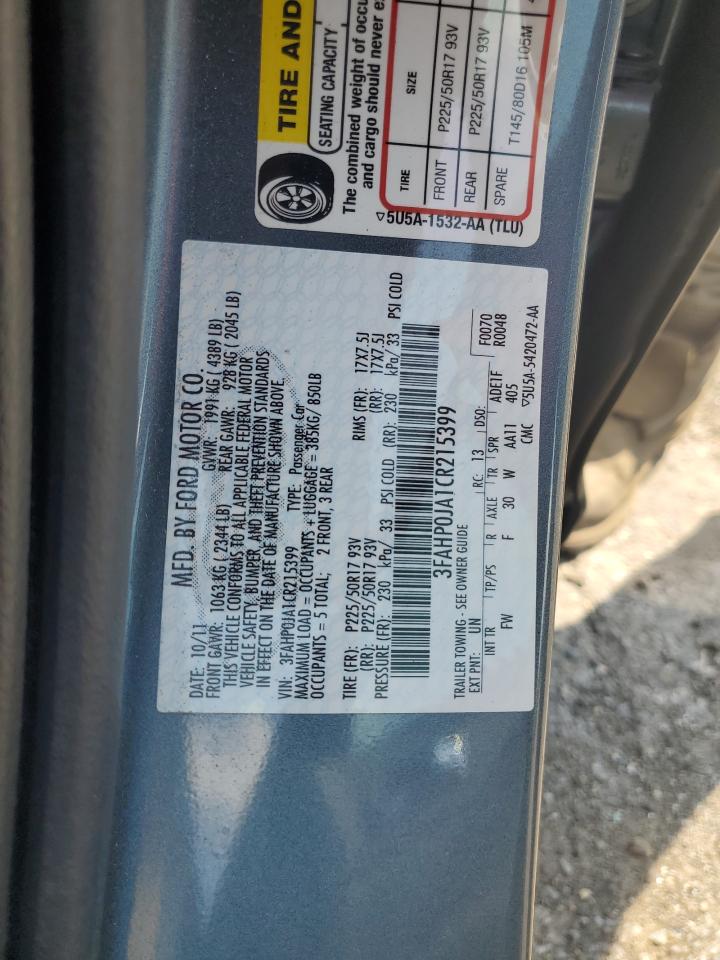 TIRE AND
SEATING CAPACITY
The combined weight of occu
and cargo should never e
TIRE SIZE
FRONT P225/50R17 93V
REAR P225/50R17 93V
SPARE T145/80D16 105M
5U5A-1532-AA (TLU)
MFD. BY FORD MOTOR CO.
DATE: 10/11 GVWR: 1991 KG ( 4389 LB)
FRONT GAWR: 1063 KG ( 2344 LB) REAR GAWR: 928 KG ( 2045 LB)
THIS VEHICLE CONFORMS TO ALL APPLICABLE FEDERAL MOTOR
VEHICLE SAFETY, BUMPER, AND THEFT PREVENTION STANDARDS
IN EFFECT ON THE DATE OF MANUFACTURE SHOWN ABOVE.
VIN: 3FAHP0JA1CR215399 TYPE: Passenger Car
MAXIMUM LOAD = OCCUPANTS + LUGGAGE = 385KG/ 850LB
OCCUPANTS = 5 TOTAL; 2 FRONT, 3 REAR
TIRE (FR): P225/50R17 93V RIMS (FR): 17X7.5J
(RR): P225/50R17 93V (RR): 17X7.5J
PRESSURE (FR): 230 kPa/ 33 PSI COLD (RR): 230 kPa/ 33 PSI COLD
3FAHP0JA1CR215399
TRAILER TOWING - SEE OWNER GUIDE
F0070
R0048
EXT PNT: UN RC: 13 DSO:
INT TR TP/PS R AXLE TR SPR ADE1F
FW F 30 W AA11 405
CMC 5U5A-5420472-AA